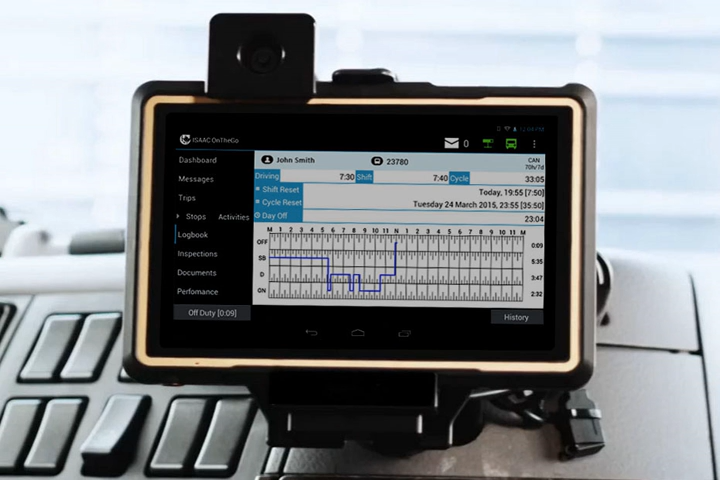 12:04 PM
ISAAC OnTheGo
0
Dashboard
Messages
Trips
Stops Activities
Logbook
Inspections
Documents
Perfomance
Off Duty [0:09]
John Smith 23780 CAN
70h/7d
Driving 7:30 Shift 7:40 Cycle 33:05
Shift Reset Today, 19:55 [7:50]
Cycle Reset Tuesday 24 March 2015, 23:55 [35:50]
Day Off 23:04
M 1 2 3 4 5 6 7 8 9 10 11 N 1 2 3 4 5 6 7 8 9 10 11 M
OFF 0:09
SB 5:35
D 3:47
ON 2:32
History